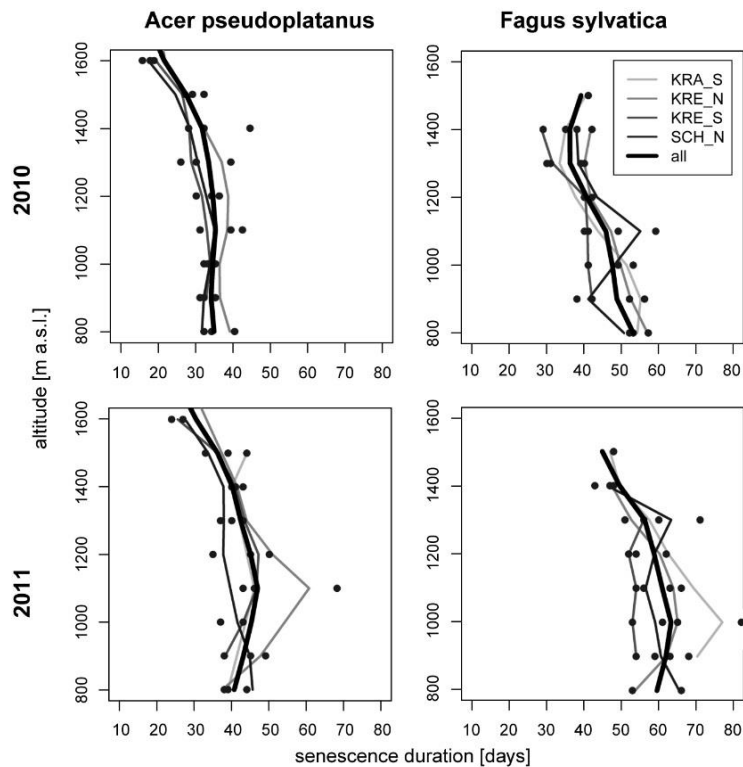 Acer pseudoplatanus
Fagus sylvatica
2010
2011
altitude [m a.s.l.]
1600
1400
1200
1000
800
10 20 30 40 50 60 70 80
KRA_S
KRE_N
KRE_S
SCH_N
all
1600
1400
1200
1000
800
10 20 30 40 50 60 70 80
1600
1400
1200
1000
800
10 20 30 40 50 60 70 80
1600
1400
1200
1000
800
10 20 30 40 50 60 70 80
senescence duration [days]